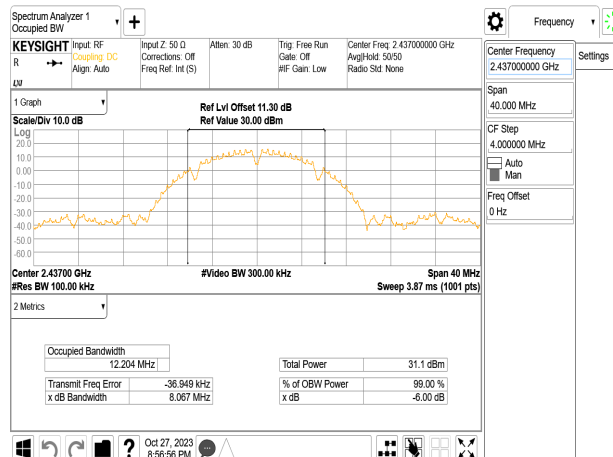 Spectrum Analyzer 1
Occupied BW
Frequency
KEYSIGHT
R
LXI
Input: RF
Coupling: DC
Align: Auto
Input Z: 50 Ω
Corrections: Off
Freq Ref: Int (S)
Atten: 30 dB
Trig: Free Run
Gate: Off
#IF Gain: Low
Center Freq: 2.437000000 GHz
Avg|Hold: 50/50
Radio Std: None
Center Frequency
2.437000000 GHz
Settings
Span
40.000 MHz
CF Step
4.000000 MHz
Auto
Man
Freq Offset
0 Hz
1 Graph
Scale/Div 10.0 dB
Ref Lvl Offset 11.30 dB
Ref Value 30.00 dBm
Log
20.0
10.0
0.00
-10.0
-20.0
-30.0
-40.0
-50.0
-60.0
Center 2.43700 GHz
#Video BW 300.00 kHz
Span 40 MHz
#Res BW 100.00 kHz
Sweep 3.87 ms (1001 pts)
2 Metrics
Occupied Bandwidth
12.204 MHz
Total Power 31.1 dBm
Transmit Freq Error -36.949 kHz
% of OBW Power 99.00 %
x dB Bandwidth 8.067 MHz
x dB -6.00 dB
?
Oct 27, 2023
8:56:56 PM